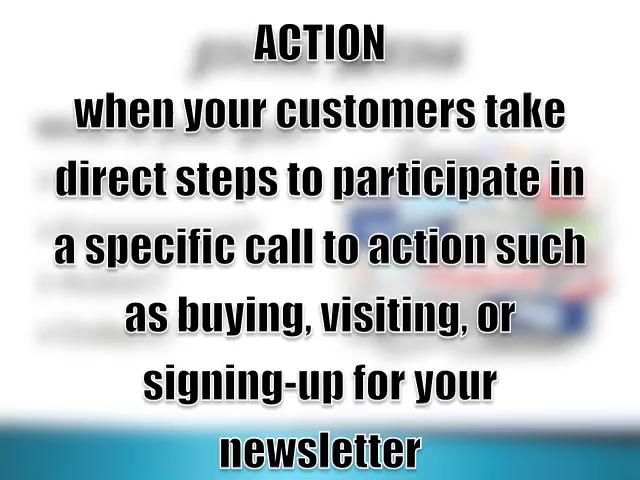 ACTION
when your customers take
direct steps to participate in
a specific call to action such
as buying, visiting, or
signing-up for your
newsletter